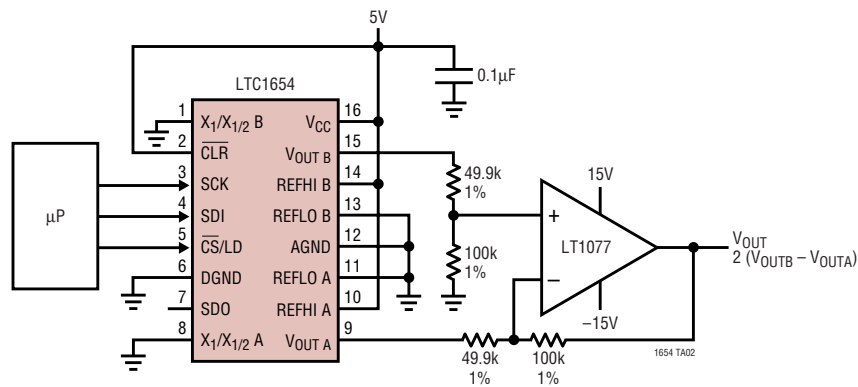 5V
0.1μF
LTC1654
1
X1/X1/2 B
VCC
16
2
CLR
VOUT B
15
3
SCK
REFHI B
14
4
SDI
REFLO B
13
5
CS/LD
AGND
12
6
DGND
REFLO A
11
7
SDO
REFHI A
10
8
X1/X1/2 A
VOUT A
9
μP
49.9k
1%
100k
1%
15V
+
LT1077
–
–15V
VOUT
2 (VOUTB – VOUTA)
49.9k
1%
100k
1%
1654 TA02